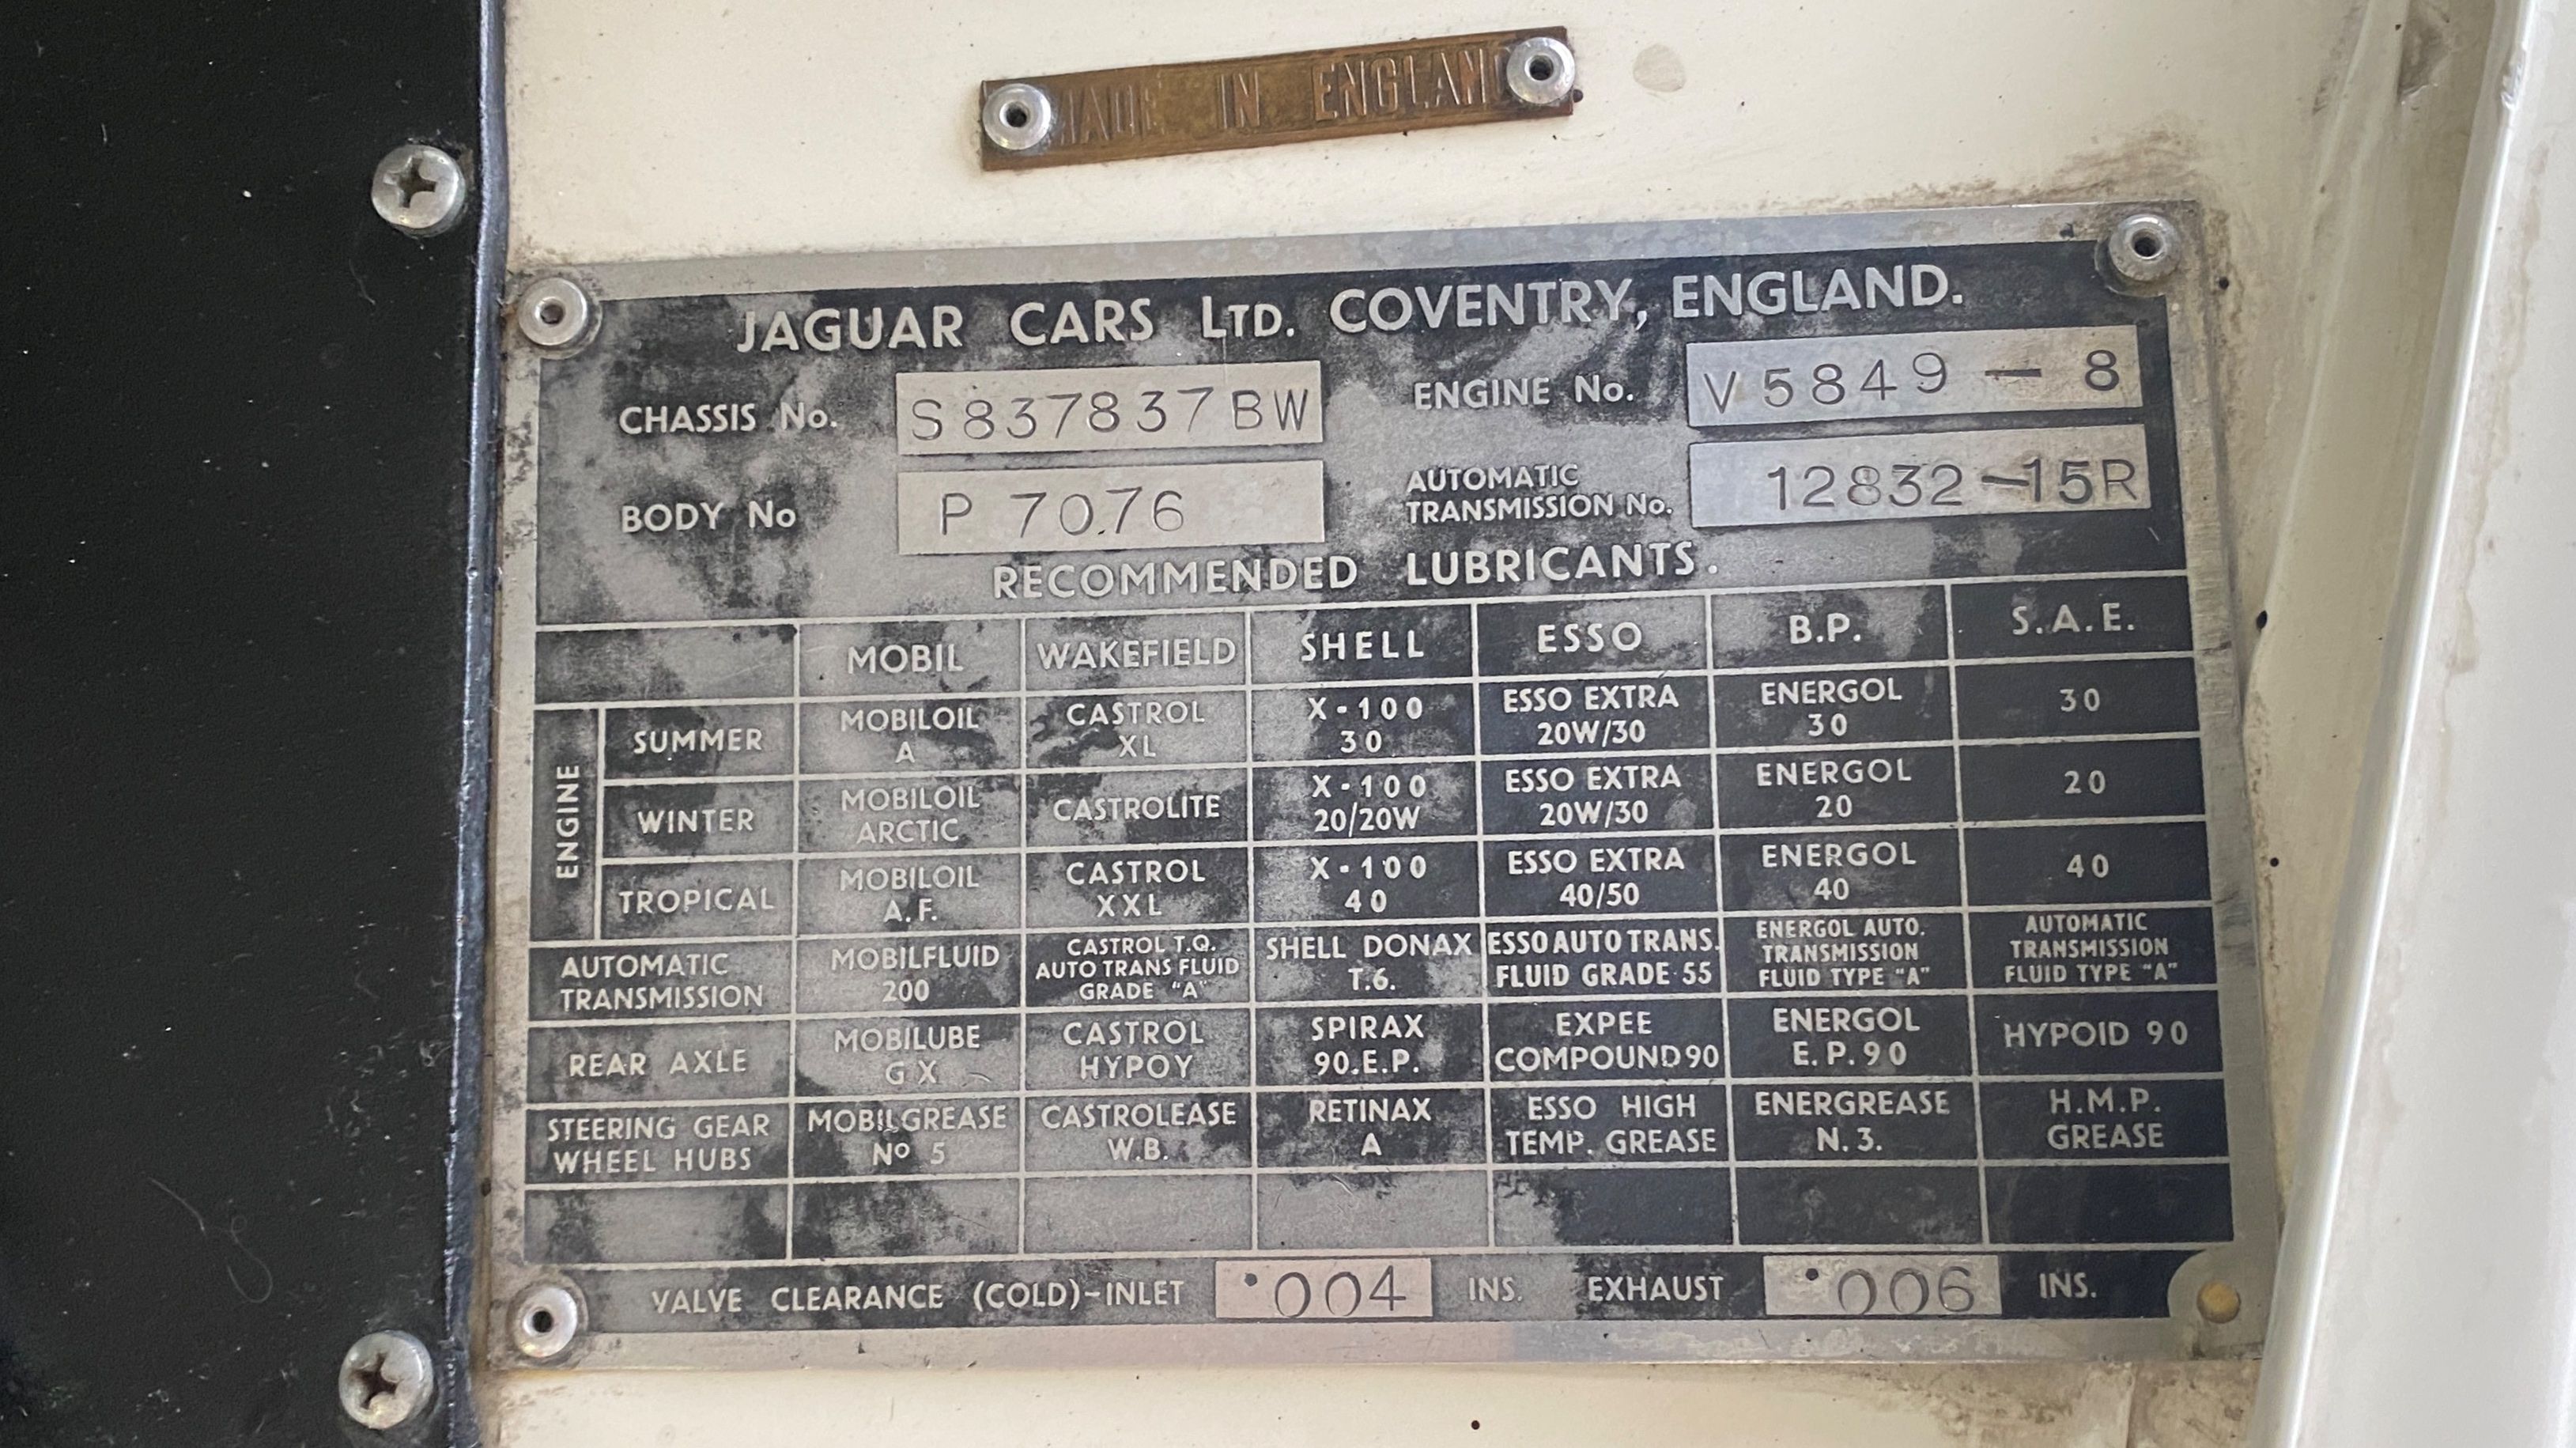 MADE IN ENGLAND
JAGUAR CARS LTD. COVENTRY, ENGLAND.
CHASSIS No. S837837BW ENGINE No. V5849 - 8
BODY No P 7076 AUTOMATIC TRANSMISSION No. 12832-15R
RECOMMENDED LUBRICANTS.
MOBIL WAKEFIELD SHELL ESSO B.P. S.A.E.
ENGINE
SUMMER MOBILOIL A CASTROL XL X-100 30 ESSO EXTRA 20W/30 ENERGOL 30 30
WINTER MOBILOIL ARCTIC CASTROLITE X-100 20/20W ESSO EXTRA 20W/30 ENERGOL 20 20
TROPICAL MOBILOIL A.F. CASTROL XXL X-100 40 ESSO EXTRA 40/50 ENERGOL 40 40
AUTOMATIC TRANSMISSION MOBILFLUID 200 CASTROL T.Q. AUTO TRANS FLUID GRADE "A" SHELL DONAX T.6. ESSO AUTO TRANS. FLUID GRADE 55 ENERGOL AUTO. TRANSMISSION FLUID TYPE "A" AUTOMATIC TRANSMISSION FLUID TYPE "A"
REAR AXLE MOBILUBE GX CASTROL HYPOY SPIRAX 90.E.P. EXPEE COMPOUND 90 ENERGOL E.P.90 HYPOID 90
STEERING GEAR WHEEL HUBS MOBILGREASE No 5 CASTROLEASE W.B. RETINAX A ESSO HIGH TEMP. GREASE ENERGREASE N.3. H.M.P. GREASE
VALVE CLEARANCE (COLD)-INLET ·004 INS. EXHAUST ·006 INS.